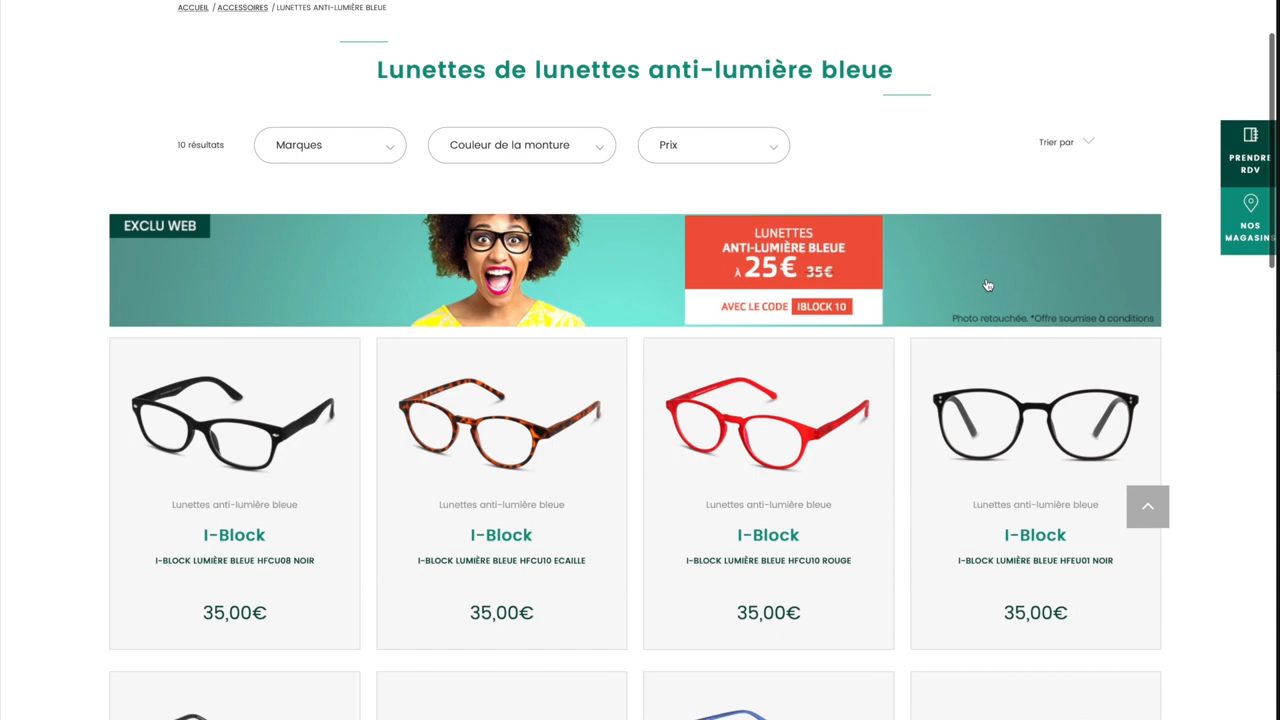 ACCUEIL / ACCESSOIRES / LUNETTES ANTI-LUMIÈRE BLEUE
Lunettes de lunettes anti-lumière bleue
10 résultats
Marques
Couleur de la monture
Prix
Trier par
PRENDRE
RDV
NOS
MAGASINS
EXCLU WEB
LUNETTES
ANTI-LUMIÈRE BLEUE
À 25€ 35€
AVEC LE CODE IBLOCK 10
Photo retouchée, *Offre soumise à conditions
Lunettes anti-lumière bleue
I-Block
I-BLOCK LUMIÈRE BLEUE HFCU08 NOIR
35,00€
Lunettes anti-lumière bleue
I-Block
I-BLOCK LUMIÈRE BLEUE HFCU10 ECAILLE
35,00€
Lunettes anti-lumière bleue
I-Block
I-BLOCK LUMIÈRE BLEUE HFCU10 ROUGE
35,00€
Lunettes anti-lumière bleue
I-Block
I-BLOCK LUMIÈRE BLEUE HFEU01 NOIR
35,00€